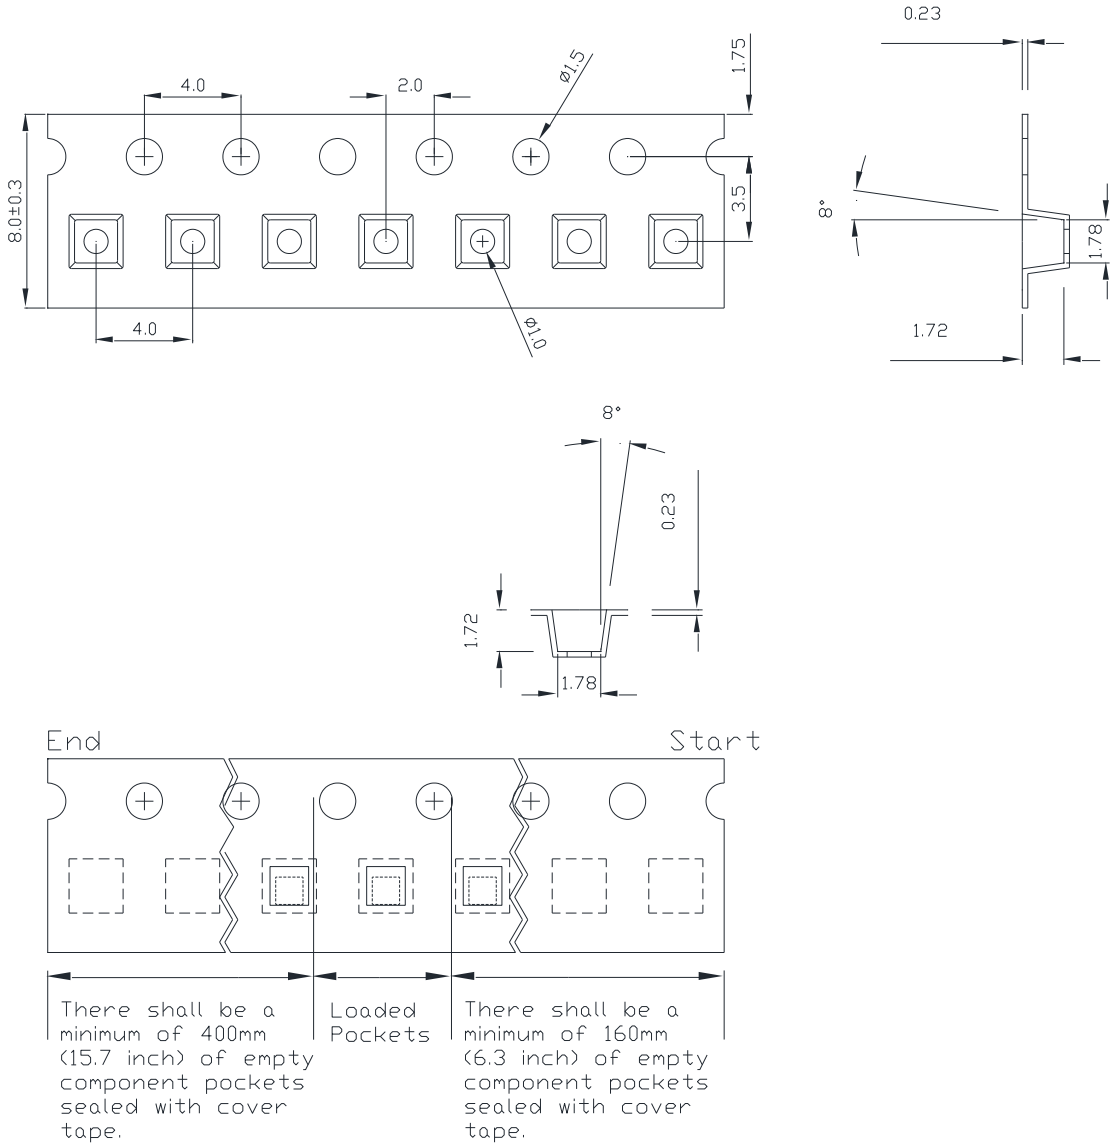 0.23
4.0
2.0
ø1.5
1.75
8.0±0.3
3.5
8°
1.78
4.0
ø1.0
1.72
8°
0.23
1.72
1.78
End
Start
There shall be a
minimum of 400mm
(15.7 inch) of empty
component pockets
sealed with cover
tape.
Loaded
Pockets
There shall be a
minimum of 160mm
(6.3 inch) of empty
component pockets
sealed with cover
tape.